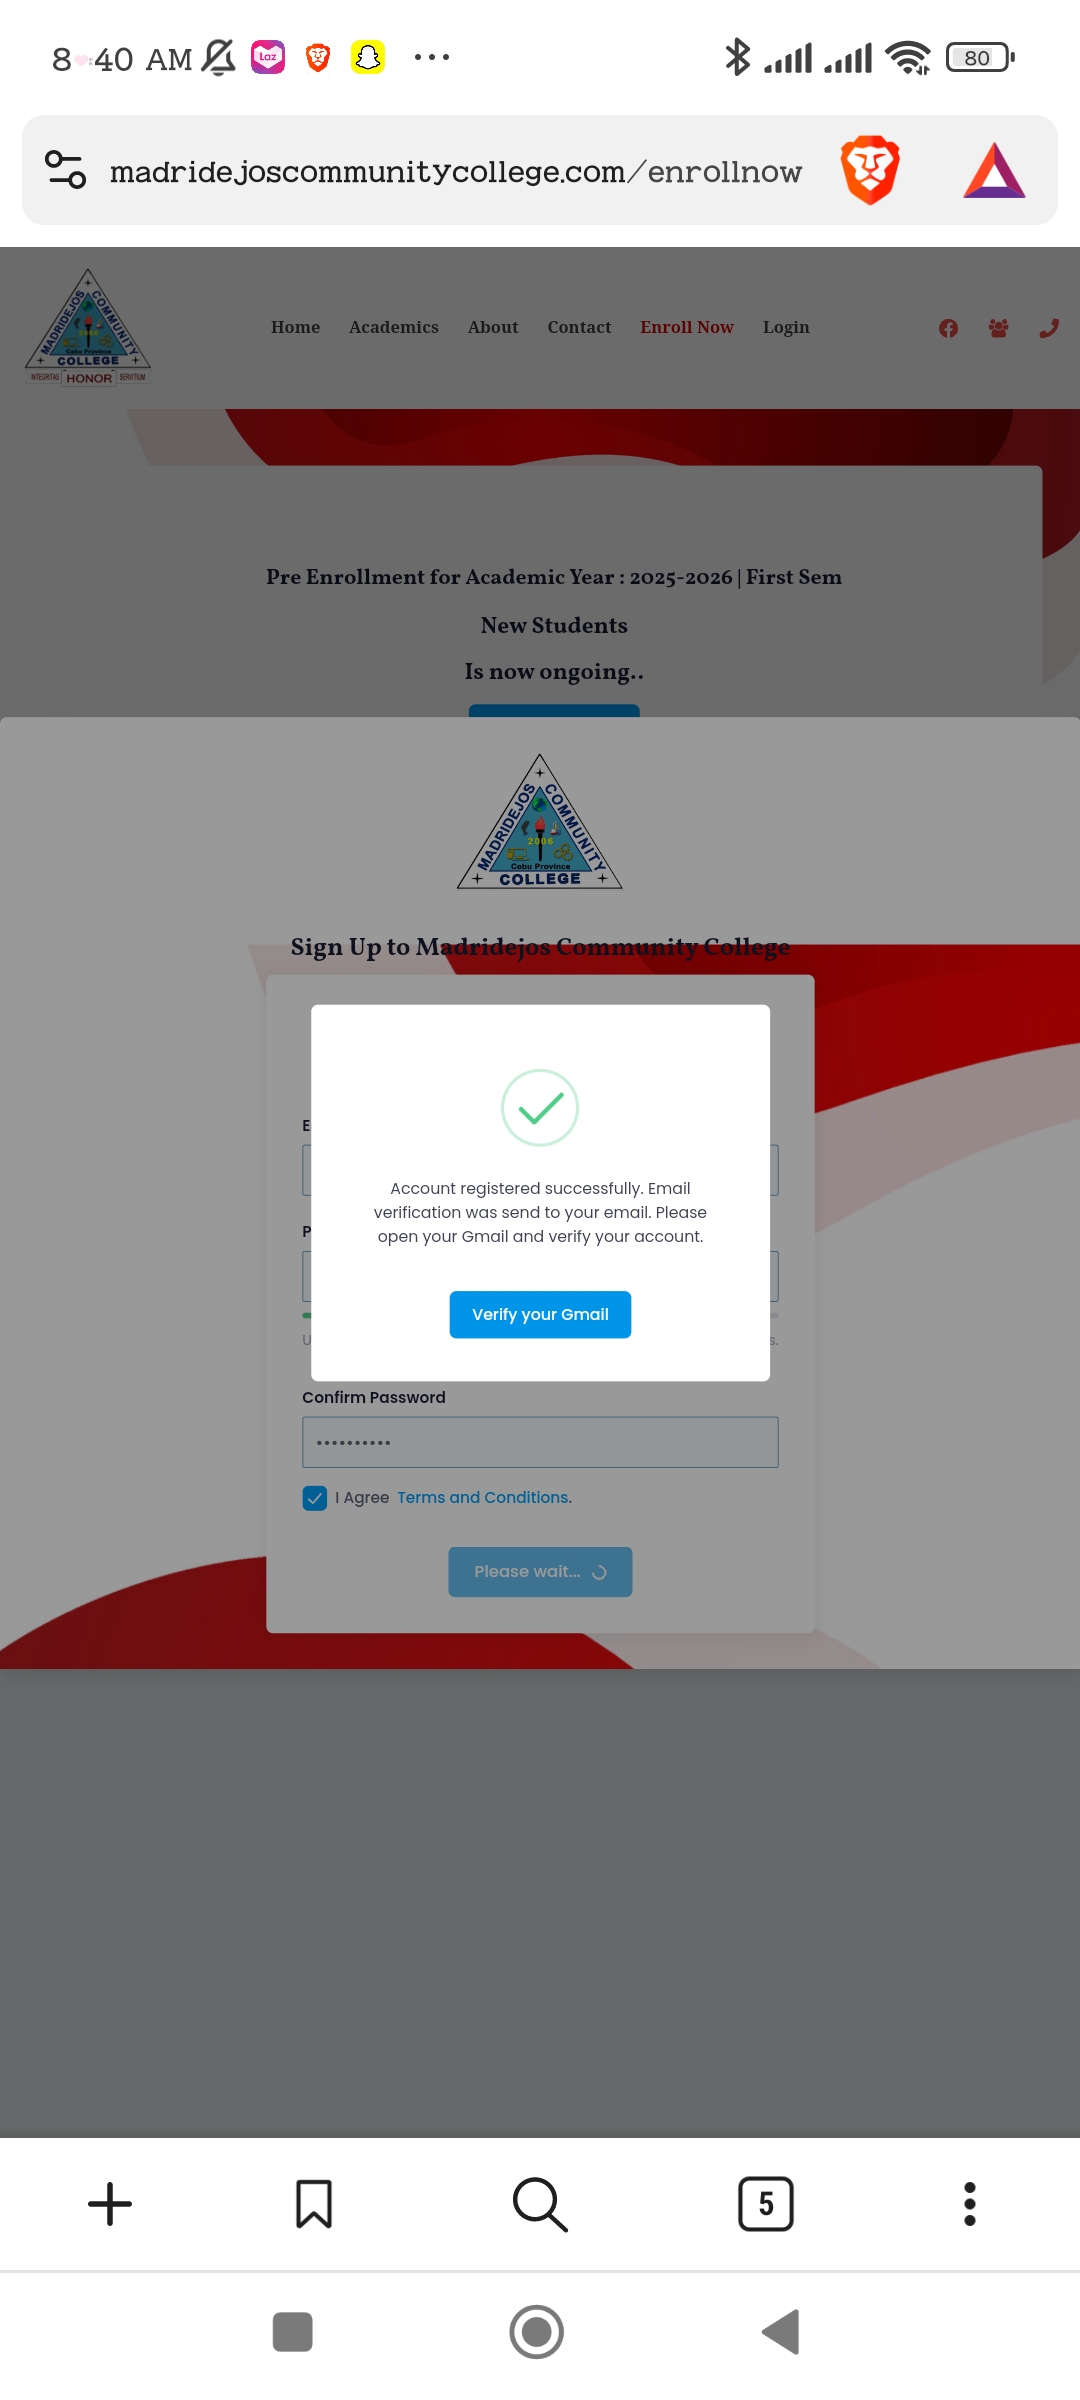 8:40 AM
Laz
80
madridejoscommunitycollege.com/enrollnow
MADRIDEJOS COMMUNITY
2006
Cebu Province
COLLEGE
INTEGRITAS HONOR SERVITIUM
Home Academics About Contact Enroll Now Login
Pre Enrollment for Academic Year : 2025-2026 | First Sem
New Students
Is now ongoing..
MADRIDEJOS COMMUNITY
2006
Cebu Province
COLLEGE
Sign Up to Madridejos Community College
Account registered successfully. Email
verification was send to your email. Please
open your Gmail and verify your account.
Verify your Gmail
Confirm Password
I Agree Terms and Conditions.
Please wait...
5